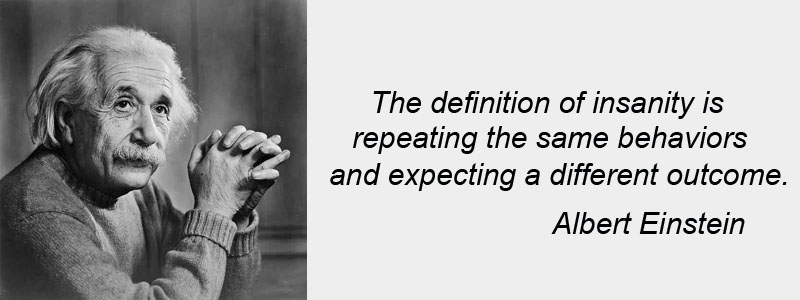 The definition of insanity is
repeating the same behaviors
and expecting a different outcome.
Albert Einstein